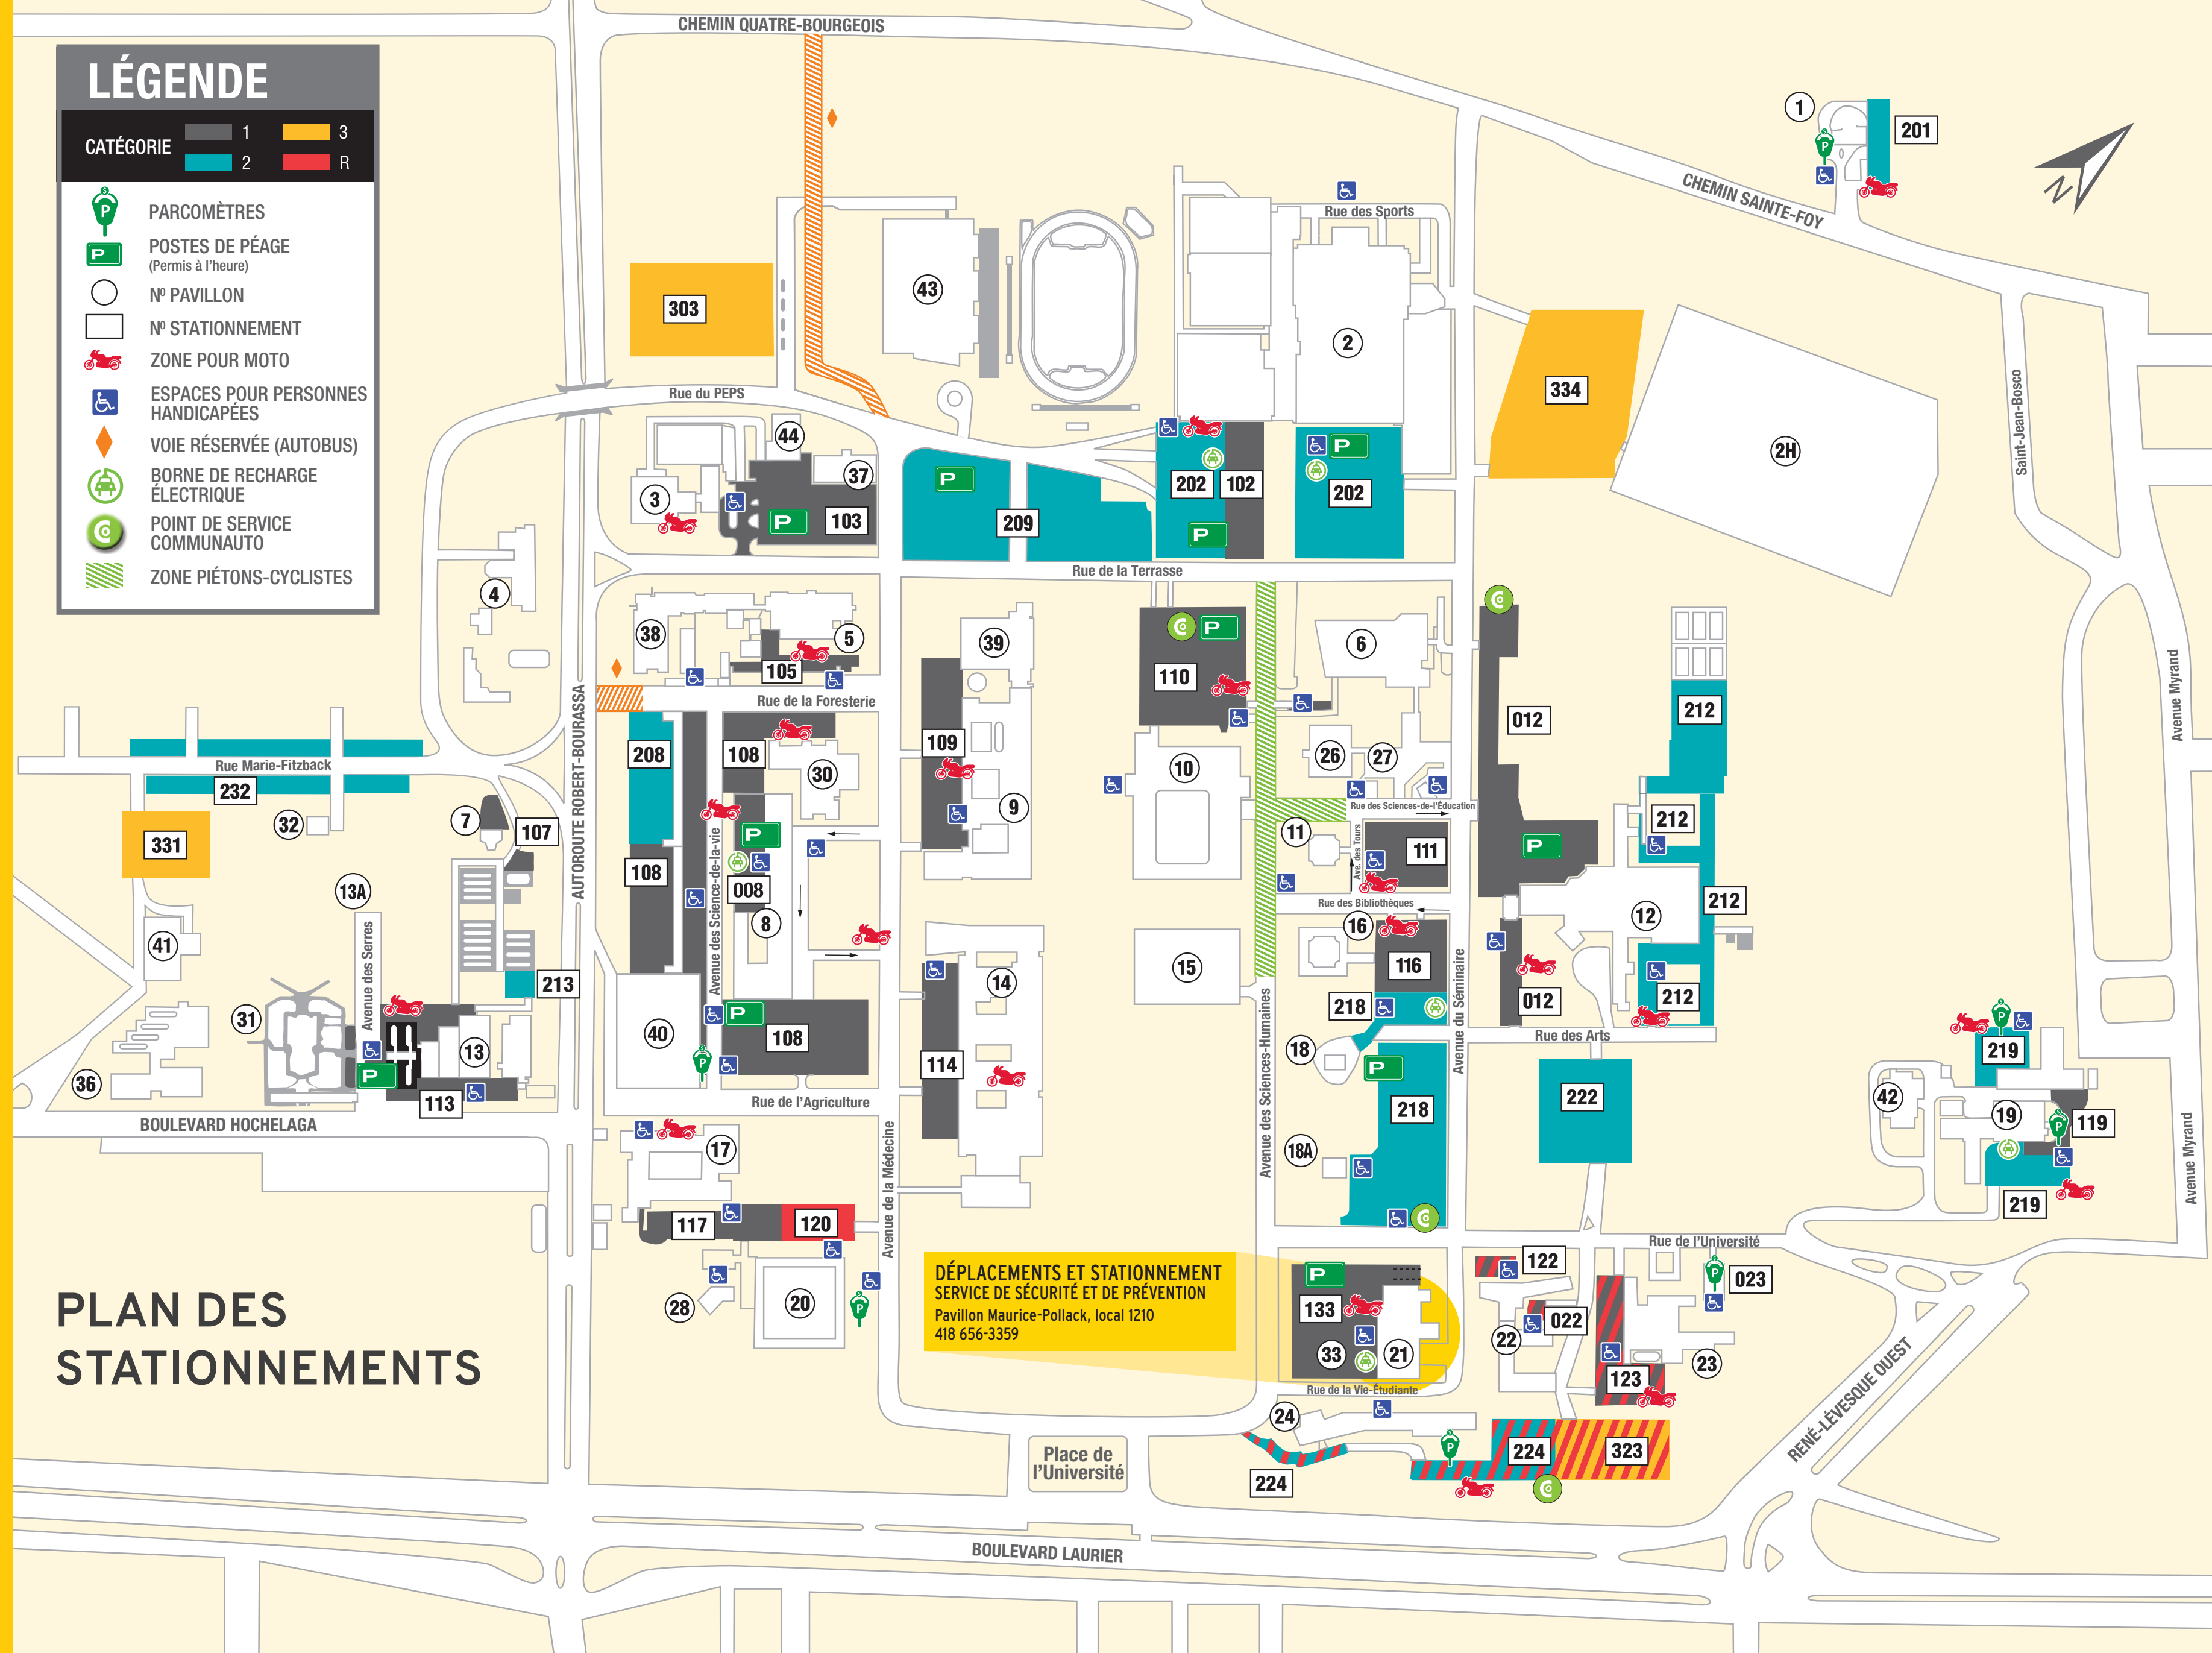 CHEMIN QUATRE-BOURGEOIS
LÉGENDE
CATÉGORIE
1
3
2
R
PARCOMÈTRES
POSTES DE PÉAGE
(Permis à l'heure)
Nº PAVILLON
Nº STATIONNEMENT
ZONE POUR MOTO
ESPACES POUR PERSONNES
HANDICAPÉES
VOIE RÉSERVÉE (AUTOBUS)
BORNE DE RECHARGE
ÉLECTRIQUE
POINT DE SERVICE
COMMUNAUTO
ZONE PIÉTONS-CYCLISTES
1
201
N
CHEMIN SAINTE-FOY
Rue des Sports
303
43
2
334
2H
Saint-Jean-Bosco
Rue du PEPS
44
37
3
103
209
202
102
202
Rue de la Terrasse
4
38
5
105
39
110
6
Avenue Myrand
Rue de la Foresterie
AUTOROUTE ROBERT-BOURASSA
012
212
Rue Marie-Fitzback
232
208
108
30
109
10
26
27
9
Rue des Sciences-de-l'Éducation
331
32
7
107
11
Ave. des Tours
111
212
108
008
13A
Avenue des Science-de-la-vie
8
Rue des Bibliothèques
212
12
41
Avenue des Serres
213
14
15
16
116
Avenue du Séminaire
012
212
31
13
40
108
218
18
Rue des Arts
219
36
113
114
Avenue des Sciences-Humaines
218
222
42
19
119
Rue de l'Agriculture
BOULEVARD HOCHELAGA
17
18A
Avenue de la Médecine
Avenue Myrand
219
117
120
Rue de l'Université
DÉPLACEMENTS ET STATIONNEMENT
SERVICE DE SÉCURITÉ ET DE PRÉVENTION
Pavillon Maurice-Pollack, local 1210
418 656-3359
122
023
28
20
133
022
22
33
21
23
123
PLAN DES
STATIONNEMENTS
Rue de la Vie-Étudiante
24
RENÉ-LÉVESQUE OUEST
Place de
l'Université
224
224
323
BOULEVARD LAURIER